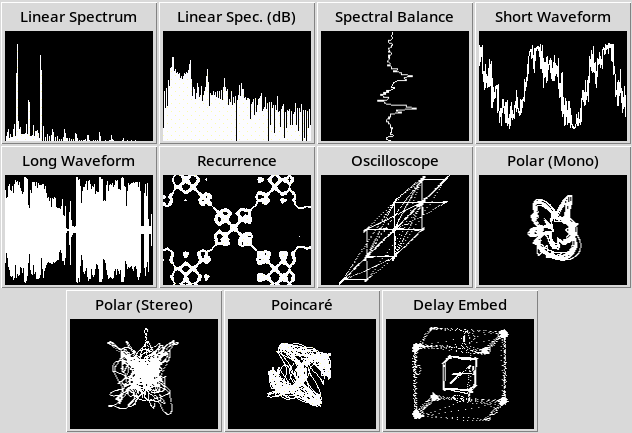 Linear Spectrum
Linear Spec. (dB)
Spectral Balance
Short Waveform
Long Waveform
Recurrence
Oscilloscope
Polar (Mono)
Polar (Stereo)
Poincaré
Delay Embed